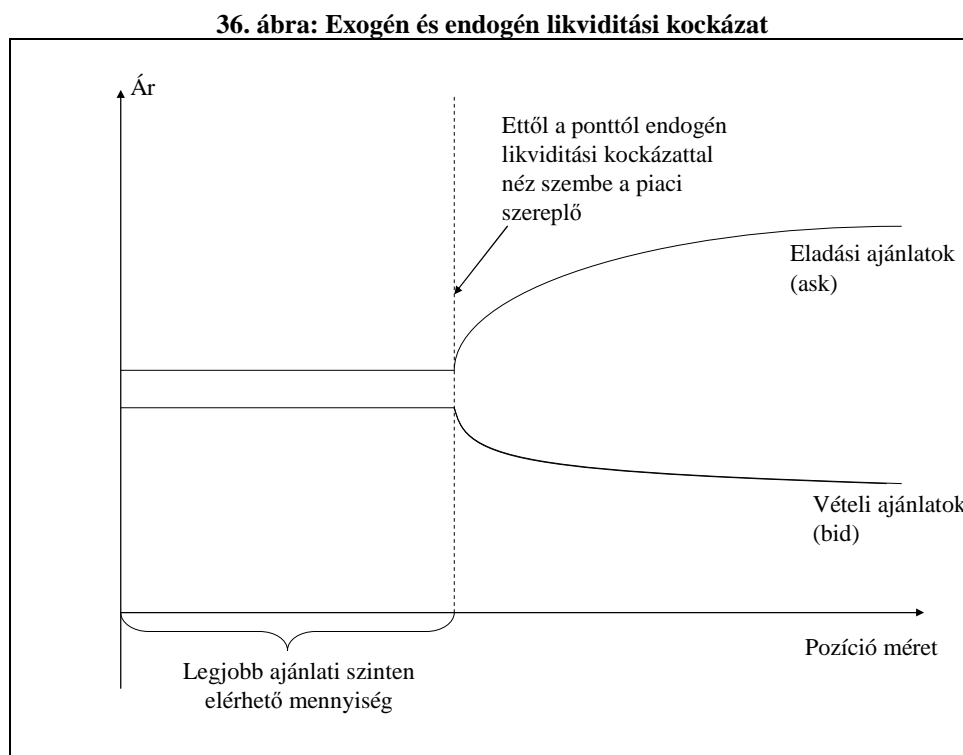 36. ábra: Exogén és endogén likviditási kockázat
Ár
Ettől a ponttól endogén
likviditási kockázattal
néz szembe a piaci
szereplő
Eladási ajánlatok
(ask)
Vételi ajánlatok
(bid)
Pozíció méret
Legjobb ajánlati szinten
elérhető mennyiség